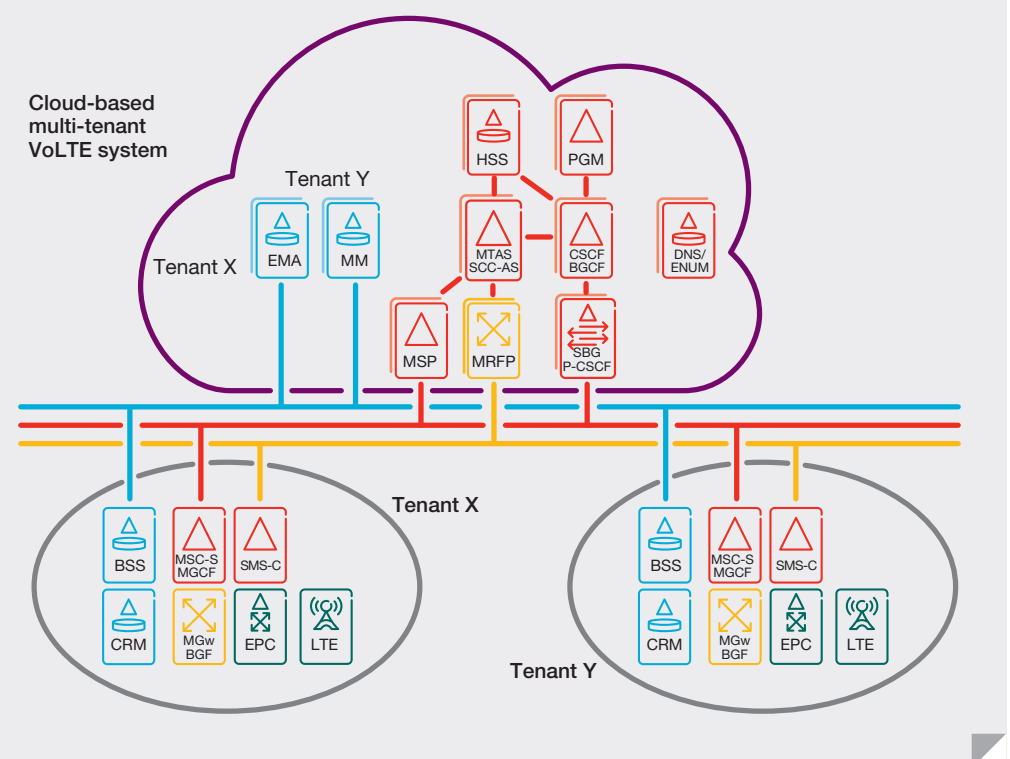 Cloud-based
multi-tenant
VoLTE system
HSS
PGM
Tenant Y
Tenant X
EMA
MM
MTAS
SCC-AS
CSCF
BGCF
DNS/
ENUM
MSP
MRFP
SBG
P-CSCF
Tenant X
BSS
MSC-S
MGCF
SMS-C
CRM
MGw
BGF
EPC
LTE
Tenant Y
BSS
MSC-S
MGCF
SMS-C
CRM
MGw
BGF
EPC
LTE